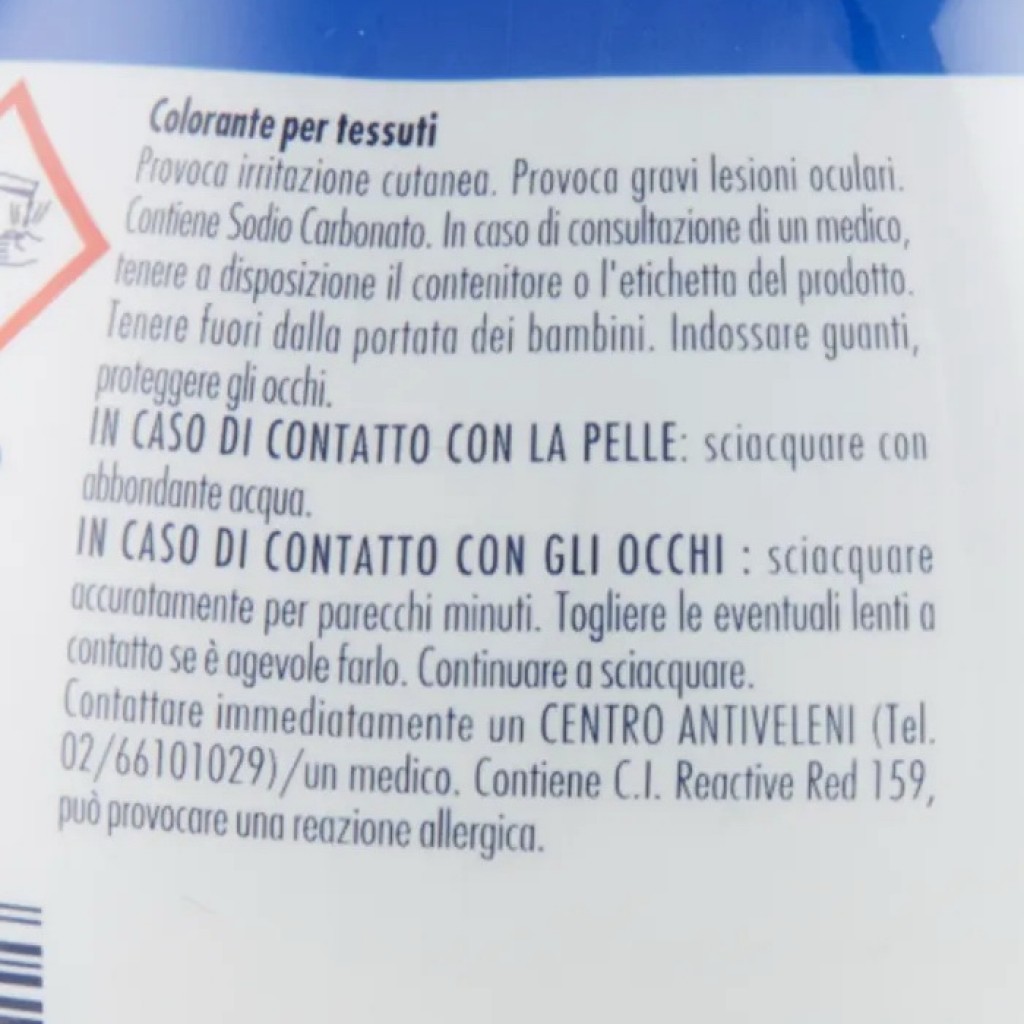 Colorante per tessuti
Provoca irritazione cutanea. Provoca gravi lesioni oculari.
Contiene Sodio Carbonato. In caso di consultazione di un medico,
tenere a disposizione il contenitore o l'etichetta del prodotto.
Tenere fuori dalla portata dei bambini. Indossare guanti,
proteggere gli occhi.
IN CASO DI CONTATTO CON LA PELLE: sciacquare con
abbondante acqua.
IN CASO DI CONTATTO CON GLI OCCHI : sciacquare
accuratamente per parecchi minuti. Togliere le eventuali lenti a
contatto se è agevole farlo. Continuare a sciacquare.
Contattare immediatamente un CENTRO ANTIVELENI (Tel.
02/66101029)/un medico. Contiene C.I. Reactive Red 159,
può provocare una reazione allergica.